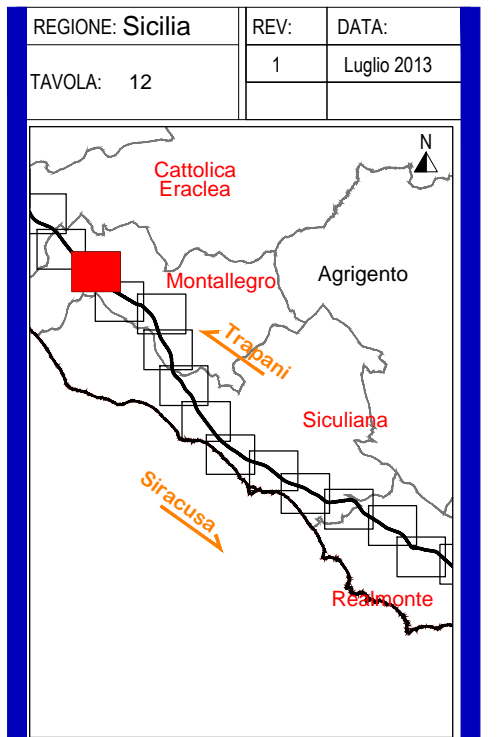 REGIONE: Sicilia
REV:
DATA:
TAVOLA: 12
1
Luglio 2013
N
Cattolica
Eraclea
Montallegro
Agrigento
Trapani
Siculiana
Siracusa
Realmonte